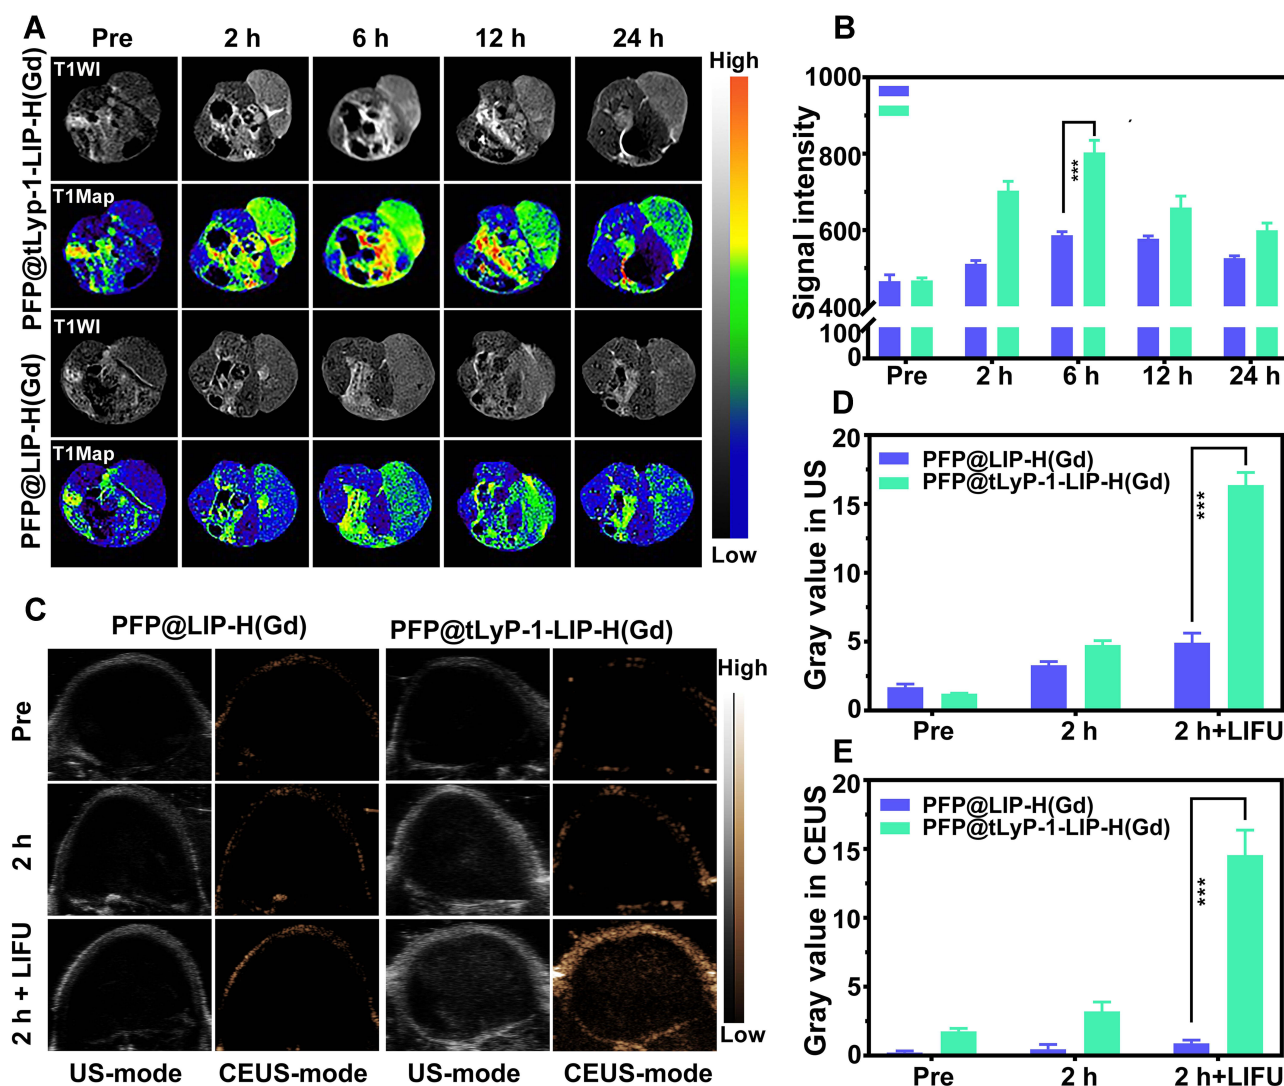 A
Pre 2 h 6 h 12 h 24 h
PFP@tLyp-1-LIP-H(Gd)
PFP@LIP-H(Gd)
T1WI
T1Map
T1WI
T1Map
High
Low
B
Signal intensity
1000
800
600
400
100
0
***
Pre 2 h 6 h 12 h 24 h
C
PFP@LIP-H(Gd) PFP@tLyP-1-LIP-H(Gd)
Pre
2 h
2 h + LIFU
US-mode CEUS-mode US-mode CEUS-mode
High
Low
D
Gray value in US
20
15
10
5
0
PFP@LIP-H(Gd)
PFP@tLyP-1-LIP-H(Gd)
***
Pre 2 h 2 h+LIFU
E
Gray value in CEUS
20
15
10
5
0
PFP@LIP-H(Gd)
PFP@tLyP-1-LIP-H(Gd)
***
Pre 2 h 2 h+LIFU